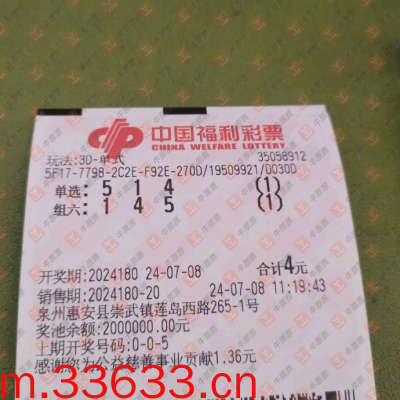 中国福利彩票
CHINA WELFARE LOTTERY
玩法:3D-单式 35058912
5F17-7798-2C2E-F92E-270D/19509921/D030D
单选: 5 1 4 (1)
组六: 1 4 5 (1)
开奖期:2024180 24-07-08 合计4元
销售期:2024180-20 24-07-08 11:19:43
泉州惠安县崇武镇莲岛西路265-1号
奖池余额:2000000.00元
上期开奖号码:0-0-5
感谢您为公益慈善事业贡献1.36元
m.33633.cn